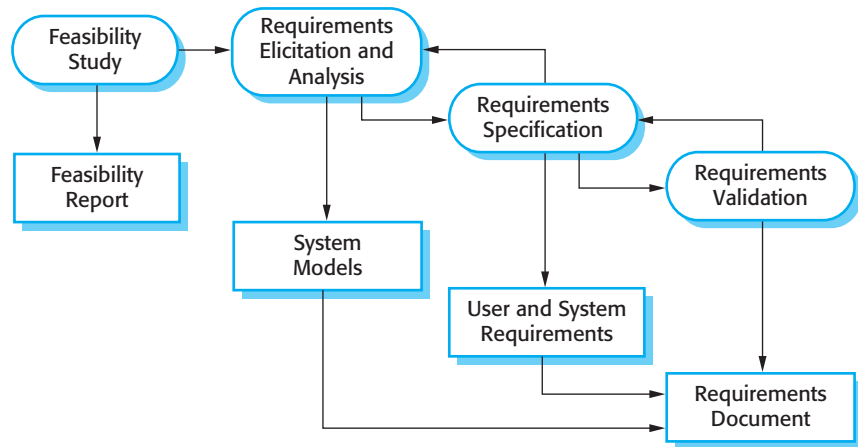 Feasibility
Study
Requirements
Elicitation and
Analysis
Requirements
Specification
Requirements
Validation
Feasibility
Report
System
Models
User and System
Requirements
Requirements
Document